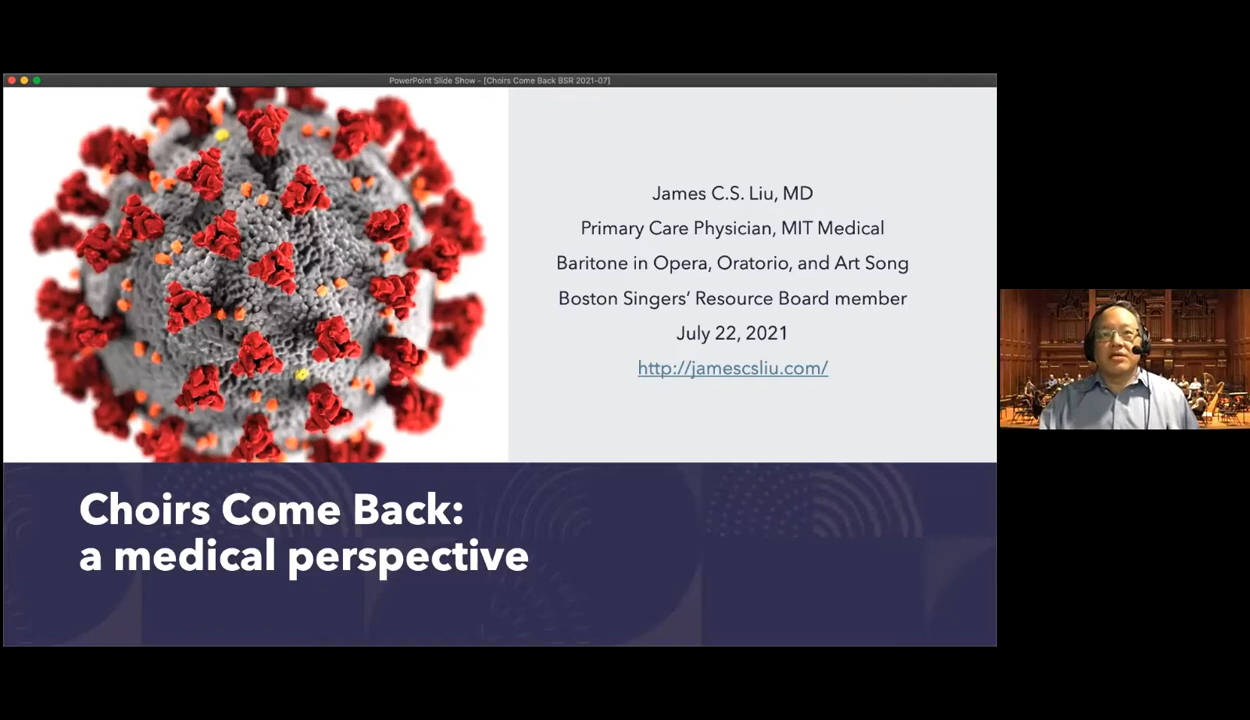 PowerPoint Slide Show - [Choirs Come Back BSR 2021-07]
James C.S. Liu, MD
Primary Care Physician, MIT Medical
Baritone in Opera, Oratorio, and Art Song
Boston Singers’ Resource Board member
July 22, 2021
http://jamescsliu.com/
Choirs Come Back:
a medical perspective